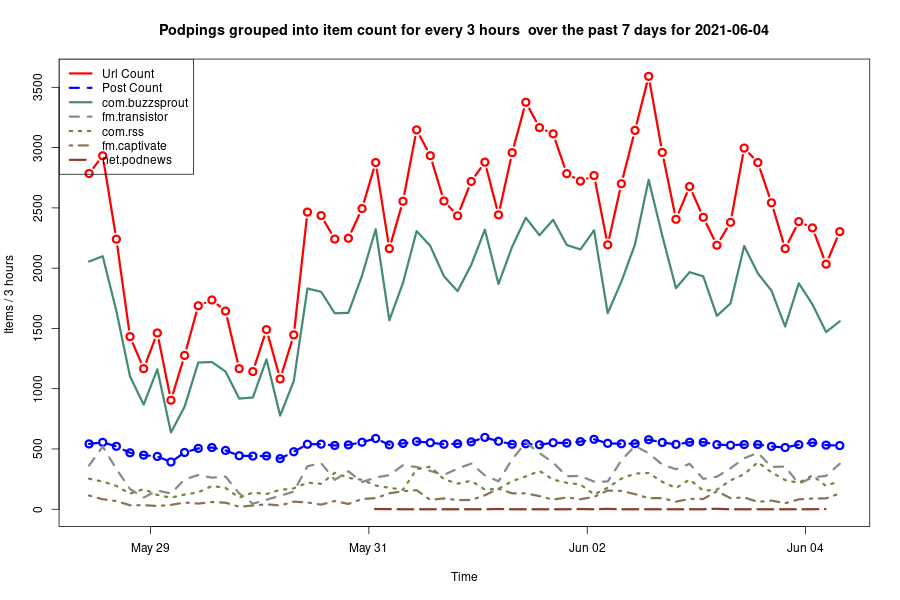 Podpings grouped into item count for every 3 hours  over the past 7 days for 2021-06-04
Url Count
Post Count
com.buzzsprout
fm.transistor
com.rss
fm.captivate
net.podnews
Items / 3 hours
3500
3000
2500
2000
1500
1000
500
0
May 29
May 31
Jun 02
Jun 04
Time